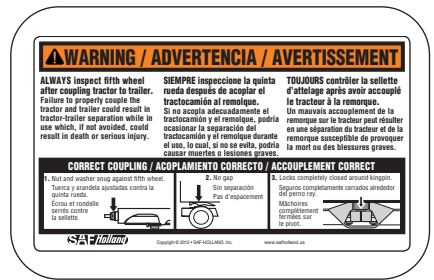 WARNING / ADVERTENCIA / AVERTISSEMENT
ALWAYS inspect fifth wheel
after coupling tractor to trailer.
Failure to properly couple the
tractor and trailer could result in
tractor-trailer separation while in
use which, if not avoided, could
result in death or serious injury.
SIEMPRE inspeccione la quinta
rueda después de acoplar el
tractocamión al remolque.
Si no acopla adecuadamente el
tractocamión y el remolque, podría
ocasionar la separación del
tractocamión y el remolque durante
el uso, lo cual, si no se evita, podría
causar muertes o lesiones graves.
TOUJOURS contrôler la sellette
d'attelage après avoir accouplé
le tracteur à la remorque.
Un mauvais accouplement de la
remorque sur le tracteur peut résulter
en une séparation du tracteur et de la
remorque susceptible de provoquer
la mort ou des blessures graves.
CORRECT COUPLING / ACOPLAMIENTO CORRECTO / ACCOUPLEMENT CORRECT
1. Nut and washer snug against fifth wheel.
Tuerca y arandela ajustadas contra la
quinta rueda.
Écrou et rondelle
serrés contre
la sellette.
2. No gap
Sin separación
Pas d'espacement
3. Locks completely closed around kingpin.
Seguros completamente cerrados alrededor
del perno rey.
Mâchoires
complètement
fermées sur
le pivot.
SAF Holland
Copyright © 2012 • SAF-HOLLAND, Inc.
www.safholland.us